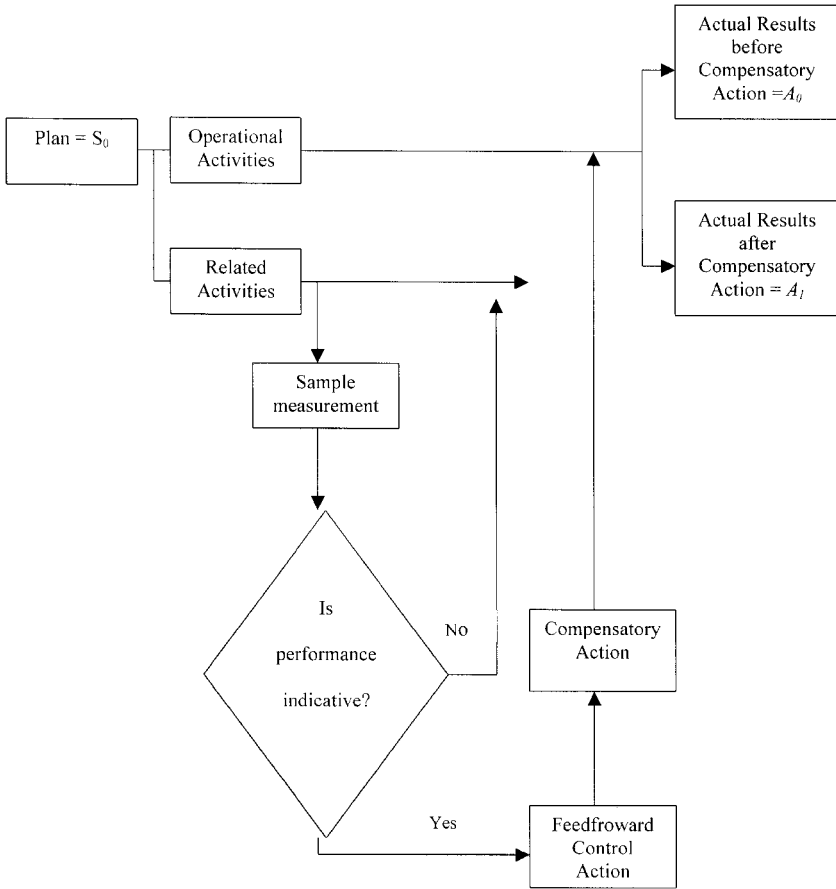 Actual Results
before
Compensatory
Action =A₀
Plan = S₀
Operational
Activities
Actual Results
after
Compensatory
Action = A₁
Related
Activities
Sample
measurement
Is
performance
indicative?
No
Compensatory
Action
Yes
Feedfroward
Control
Action